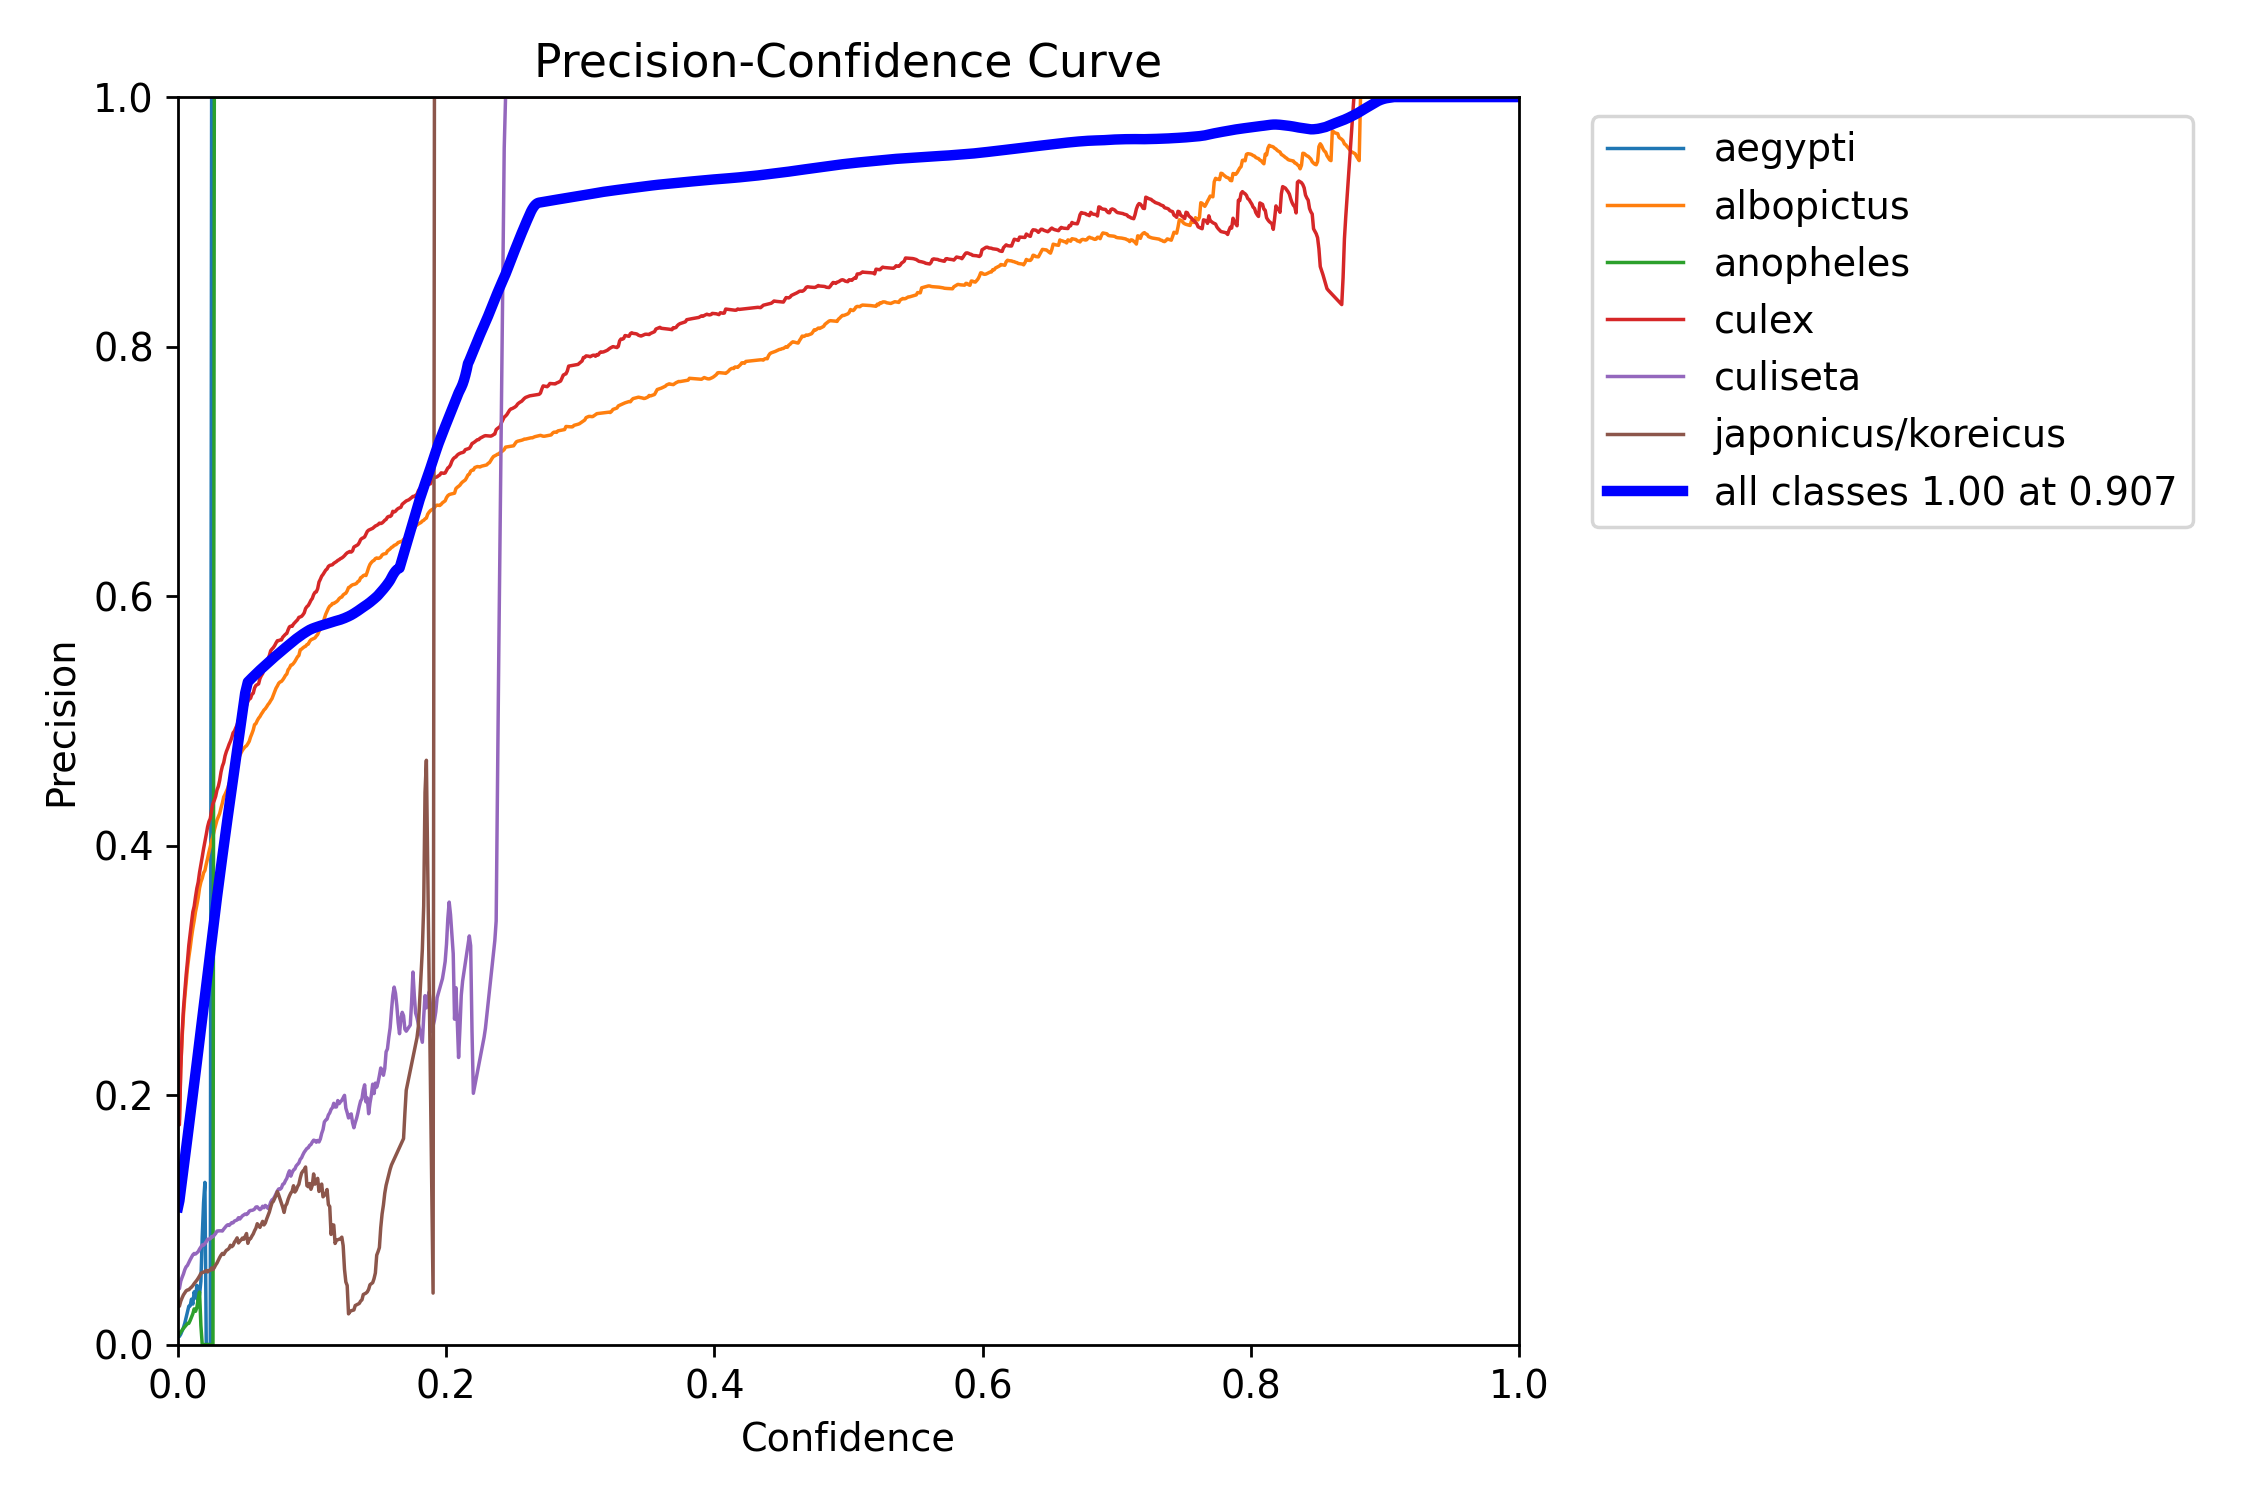 Precision-Confidence Curve
1.0
0.8
0.6
0.4
0.2
0.0
Precision
0.0 0.2 0.4 0.6 0.8 1.0
Confidence
aegypti
albopictus
anopheles
culex
culiseta
japonicus/koreicus
all classes 1.00 at 0.907